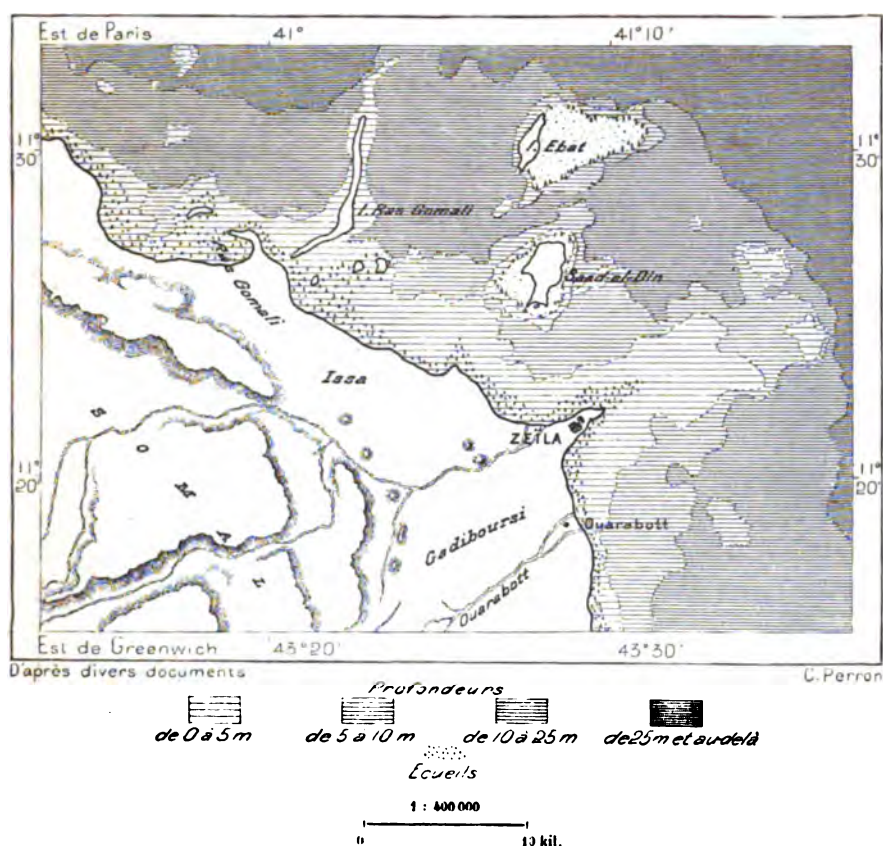 Est de Paris 41° 41°10'
11° 30' 11° 30'
I. Ebat
I. Ras Gomali
Ras Gomali
Saad-al-Din
Issa
ZEÏLA
11° 20' 11° 20'
S O M A L
Gadiboursi
Ouarabott
Ouarabott
Est de Greenwich 43°20' 43°30'
D'après divers documents C. Perron
Profondeurs
de 0 à 5 m de 5 à 10 m de 10 à 25 m de 25 m et au-delà
Ecueils
1 : 400 000
0 10 kil.